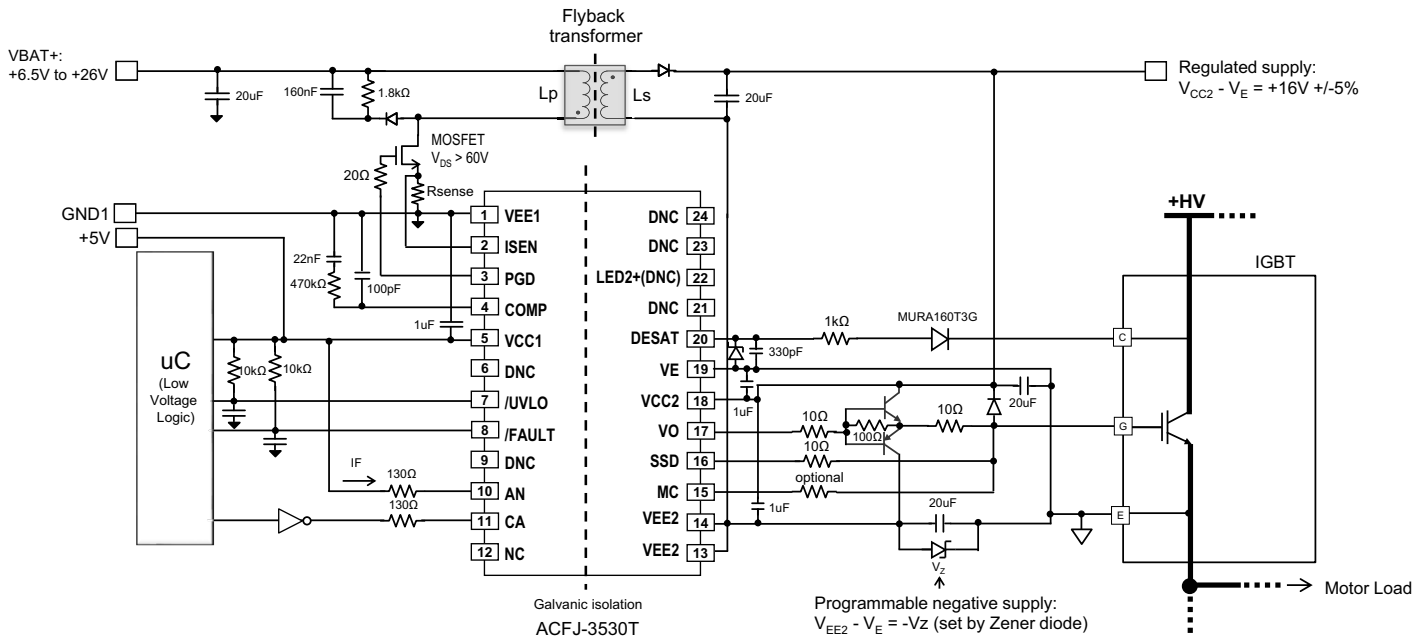 Flyback
transformer
VBAT+:
+6.5V to +26V
20uF
160nF
1.8kΩ
Lp
Ls
20uF
Regulated supply:
VCC2 - VE = +16V +/-5%
MOSFET
VDS > 60V
20Ω
Rsense
GND1
+5V
22nF
470kΩ
100pF
1uF
uC
(Low
Voltage
Logic)
10kΩ
10kΩ
IF
130Ω
130Ω
1 VEE1
2 ISEN
3 PGD
4 COMP
5 VCC1
6 DNC
7 /UVLO
8 /FAULT
9 DNC
10 AN
11 CA
12 NC
DNC 24
DNC 23
LED2+(DNC) 22
DNC 21
DESAT 20
VE 19
VCC2 18
VO 17
SSD 16
MC 15
VEE2 14
VEE2 13
Galvanic isolation
ACFJ-3530T
330pF
1kΩ
MURA160T3G
1uF
20uF
10Ω
100Ω
10Ω
10Ω
optional
1uF
20uF
VZ
Programmable negative supply:
VEE2 - VE = -Vz (set by Zener diode)
+HV
IGBT
C
G
E
Motor Load